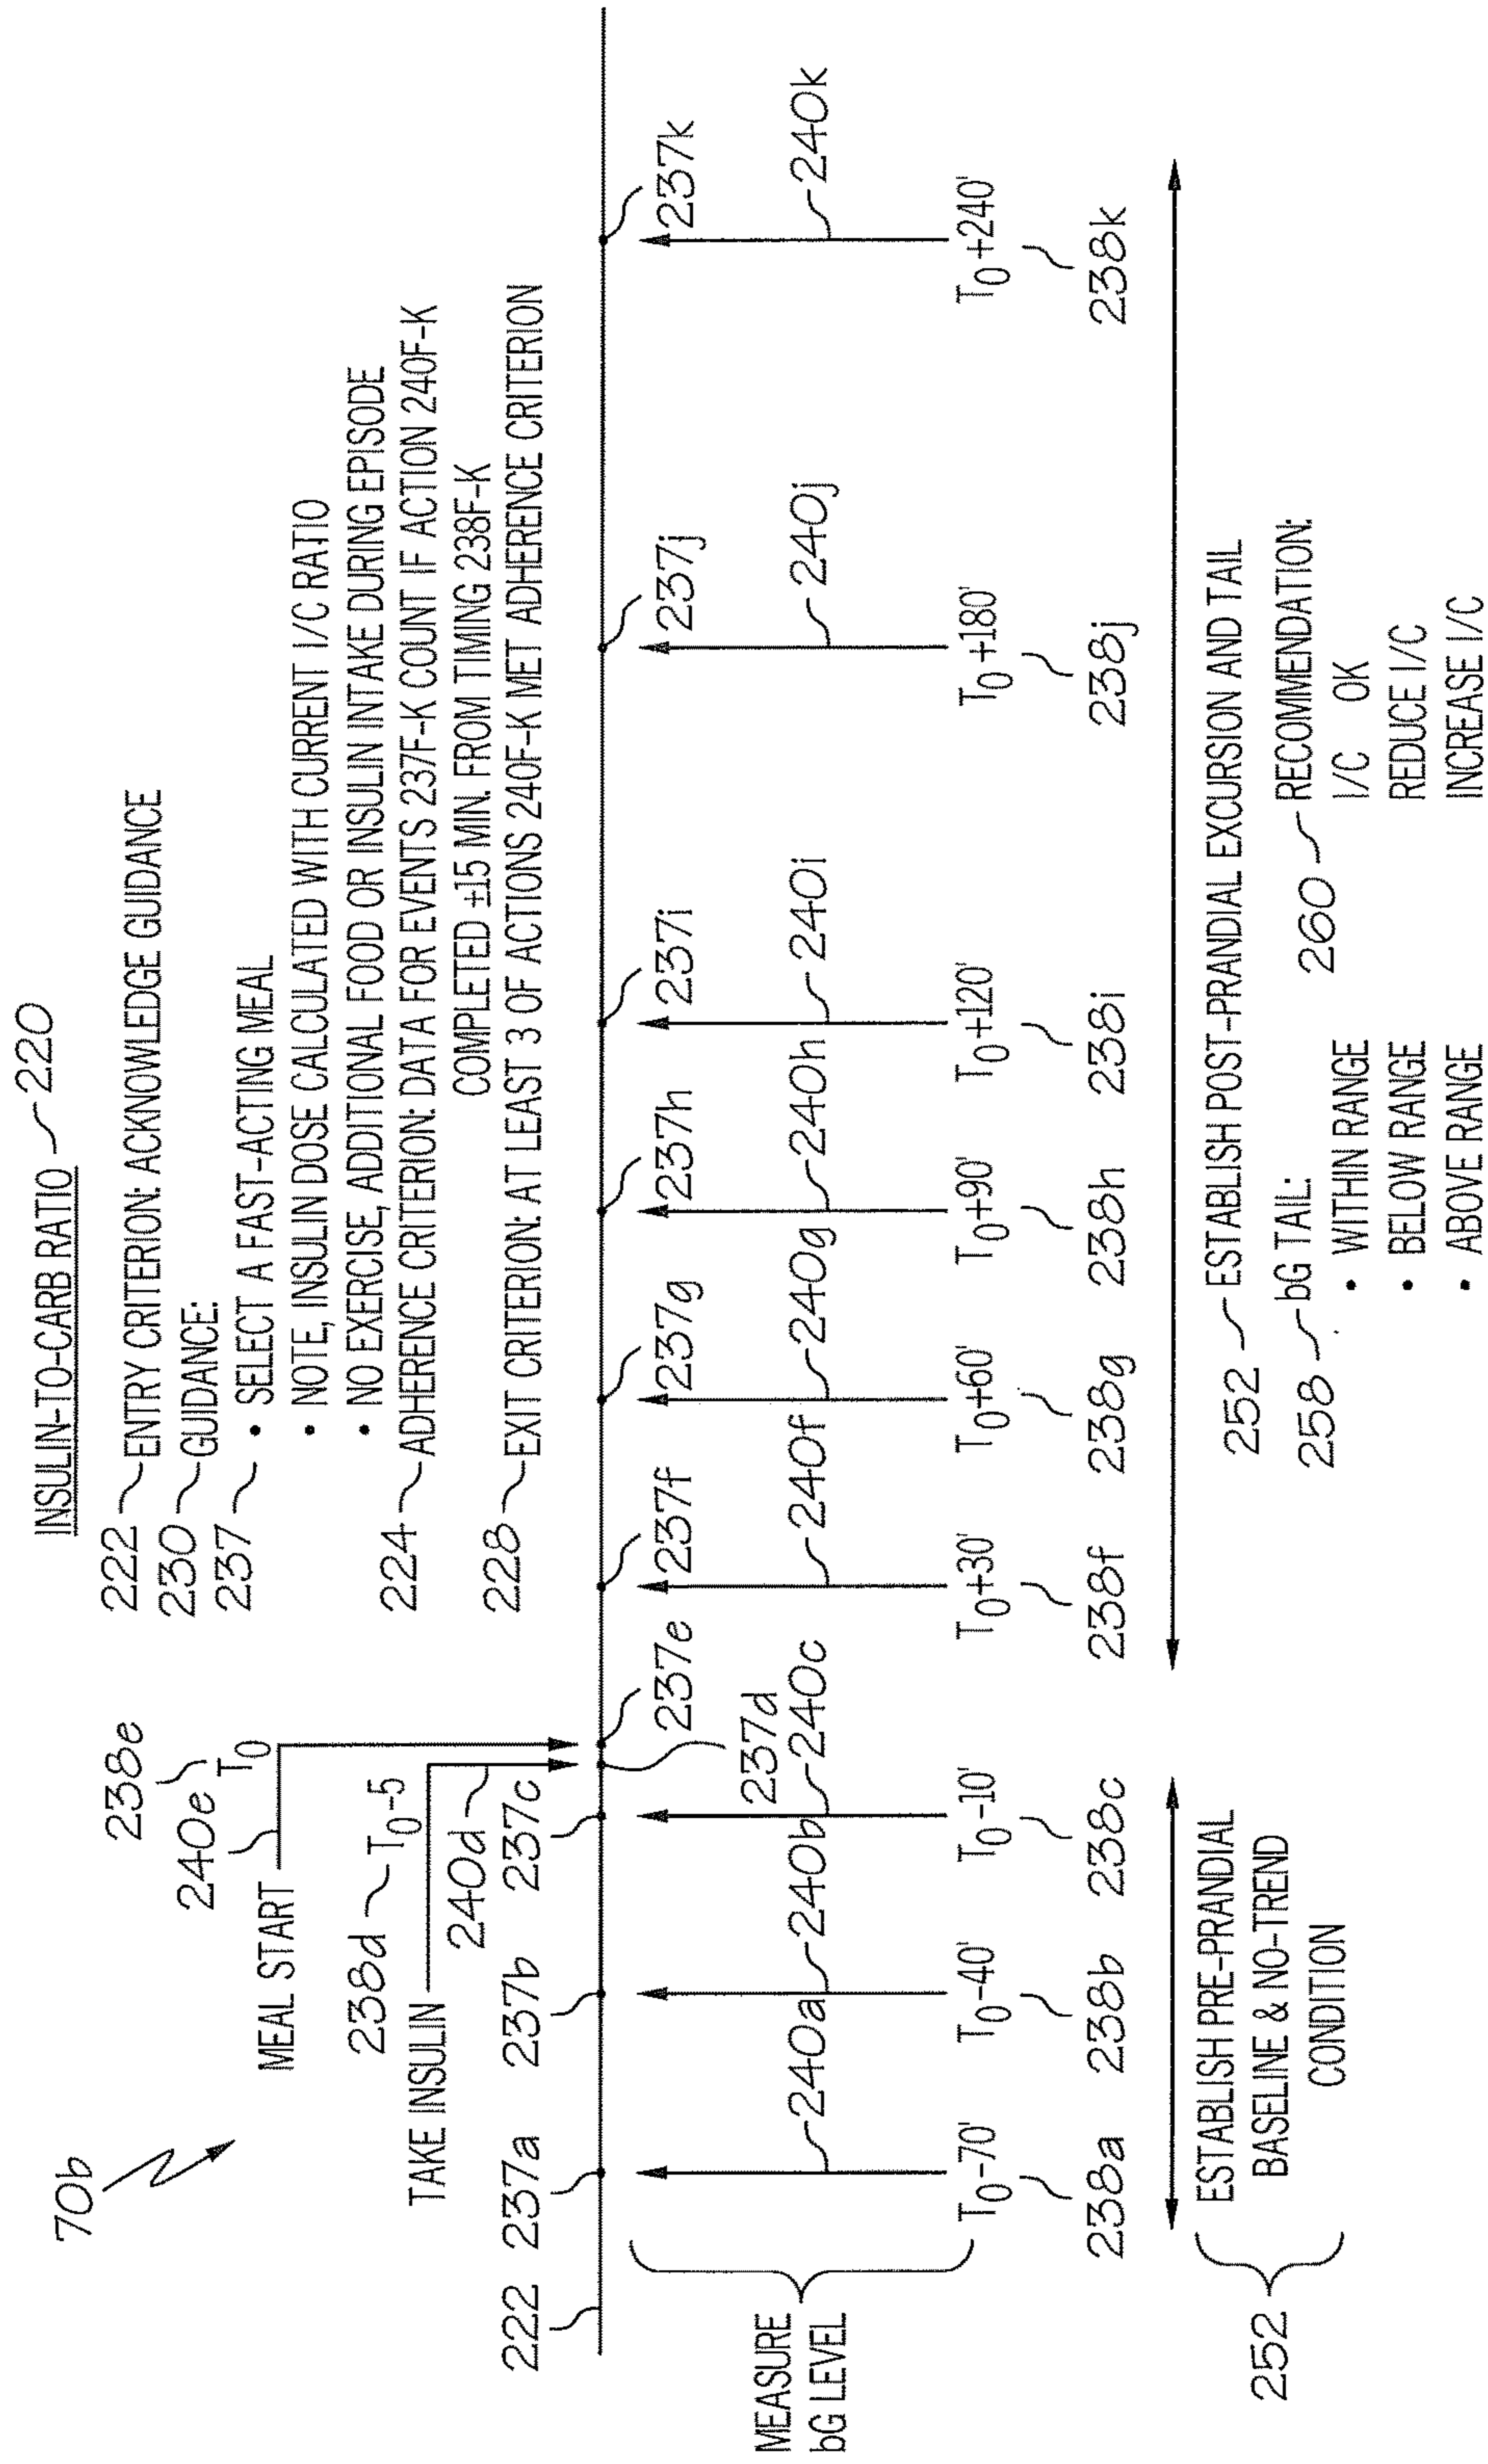 INSULIN-TO-CARB RATIO 220
70b
222 ENTRY CRITERION: ACKNOWLEDGE GUIDANCE
230 GUIDANCE:
237 • SELECT A FAST-ACTING MEAL
• NOTE, INSULIN DOSE CALCULATED WITH CURRENT I/C RATIO
• NO EXERCISE, ADDITIONAL FOOD OR INSULIN INTAKE DURING EPISODE
224 ADHERENCE CRITERION: DATA FOR EVENTS 237F-K COUNT IF ACTION 240F-K
COMPLETED ±15 MIN. FROM TIMING 238F-K
228 EXIT CRITERION: AT LEAST 3 OF ACTIONS 240F-K MET ADHERENCE CRITERION
238e
240e T0
MEAL START
238d T0-5
TAKE INSULIN 240d
222 237a 237b 237c
237d 237e 237f 237g 237h 237i 237j 237k
MEASURE
bG LEVEL
240a 240b 240c 240f 240g 240h 240i 240j 240k
T0-70' T0-40' T0-10' T0+30' T0+60' T0+90' T0+120' T0+180' T0+240'
238a 238b 238c 238f 238g 238h 238i 238j 238k
252
ESTABLISH PRE-PRANDIAL
BASELINE & NO-TREND
CONDITION
252 ESTABLISH POST-PRANDIAL EXCURSION AND TAIL
258 bG TAIL: 260 RECOMMENDATION:
• WITHIN RANGE I/C OK
• BELOW RANGE REDUCE I/C
• ABOVE RANGE INCREASE I/C